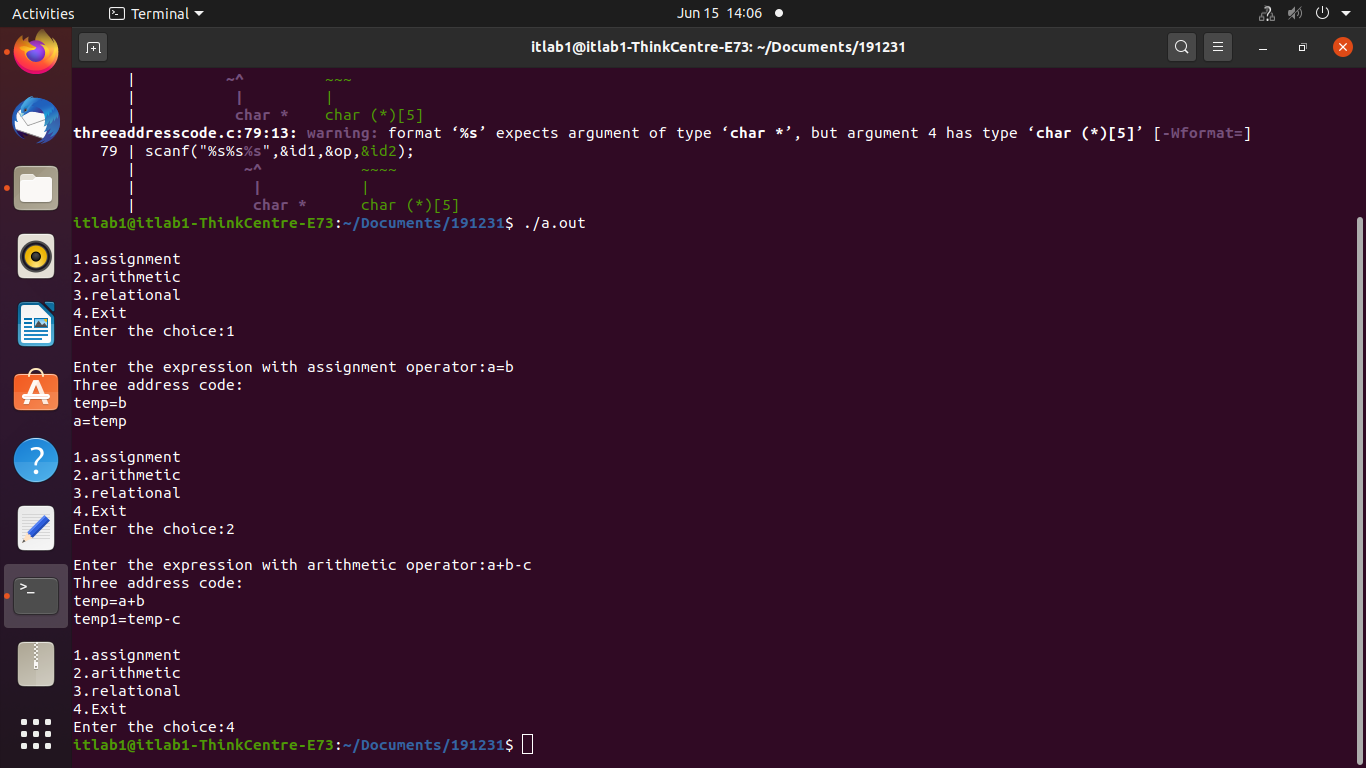 Activities Terminal Jun 15 14:06
itlab1@itlab1-ThinkCentre-E73: ~/Documents/191231
| ~^ ~~~
| | |
| char * char (*)[5]
threeaddresscode.c:79:13: warning: format ‘%s’ expects argument of type ‘char *’, but argument 4 has type ‘char (*)[5]’ [-Wformat=]
79 | scanf("%s%s%s",&id1,&op,&id2);
| ~^ ~~~~
| | |
| char * char (*)[5]
itlab1@itlab1-ThinkCentre-E73:~/Documents/191231$ ./a.out
1.assignment
2.arithmetic
3.relational
4.Exit
Enter the choice:1
Enter the expression with assignment operator:a=b
Three address code:
temp=b
a=temp
1.assignment
2.arithmetic
3.relational
4.Exit
Enter the choice:2
Enter the expression with arithmetic operator:a+b-c
Three address code:
temp=a+b
temp1=temp-c
1.assignment
2.arithmetic
3.relational
4.Exit
Enter the choice:4
itlab1@itlab1-ThinkCentre-E73:~/Documents/191231$